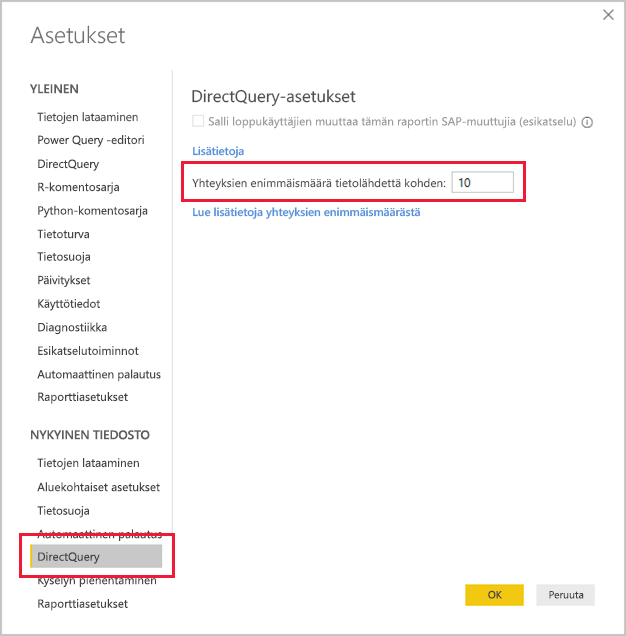 Asetukset
YLEINEN
Tietojen lataaminen
Power Query -editori
DirectQuery
R-komentosarja
Python-komentosarja
Tietoturva
Tietosuoja
Päivitykset
Käyttötiedot
Diagnostiikka
Esikatselutoiminnot
Automaattinen palautus
Raporttiasetukset
NYKYINEN TIEDOSTO
Tietojen lataaminen
Aluekohtaiset asetukset
Tietosuoja
Automaattinen palautus
DirectQuery
Kyselyn pienentäminen
Raporttiasetukset
DirectQuery-asetukset
Salli loppukäyttäjien muuttaa tämän raportin SAP-muuttujia (esikatselu)
Lisätietoja
Yhteyksien enimmäismäärä tietolähdettä kohden: 10
Lue lisätietoja yhteyksien enimmäismäärästä
OK Peruuta